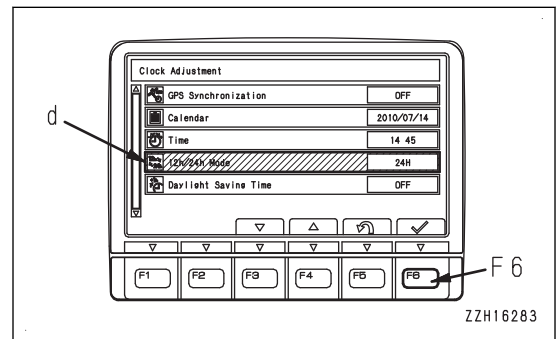 Clock Adjustment
GPS Synchronization OFF
Calendar 2010/07/14
d
Time 14 45
12h/24h Mode 24H
Daylight Saving Time OFF
F1 F2 F3 F4 F5 F6
F6
ZZH16283